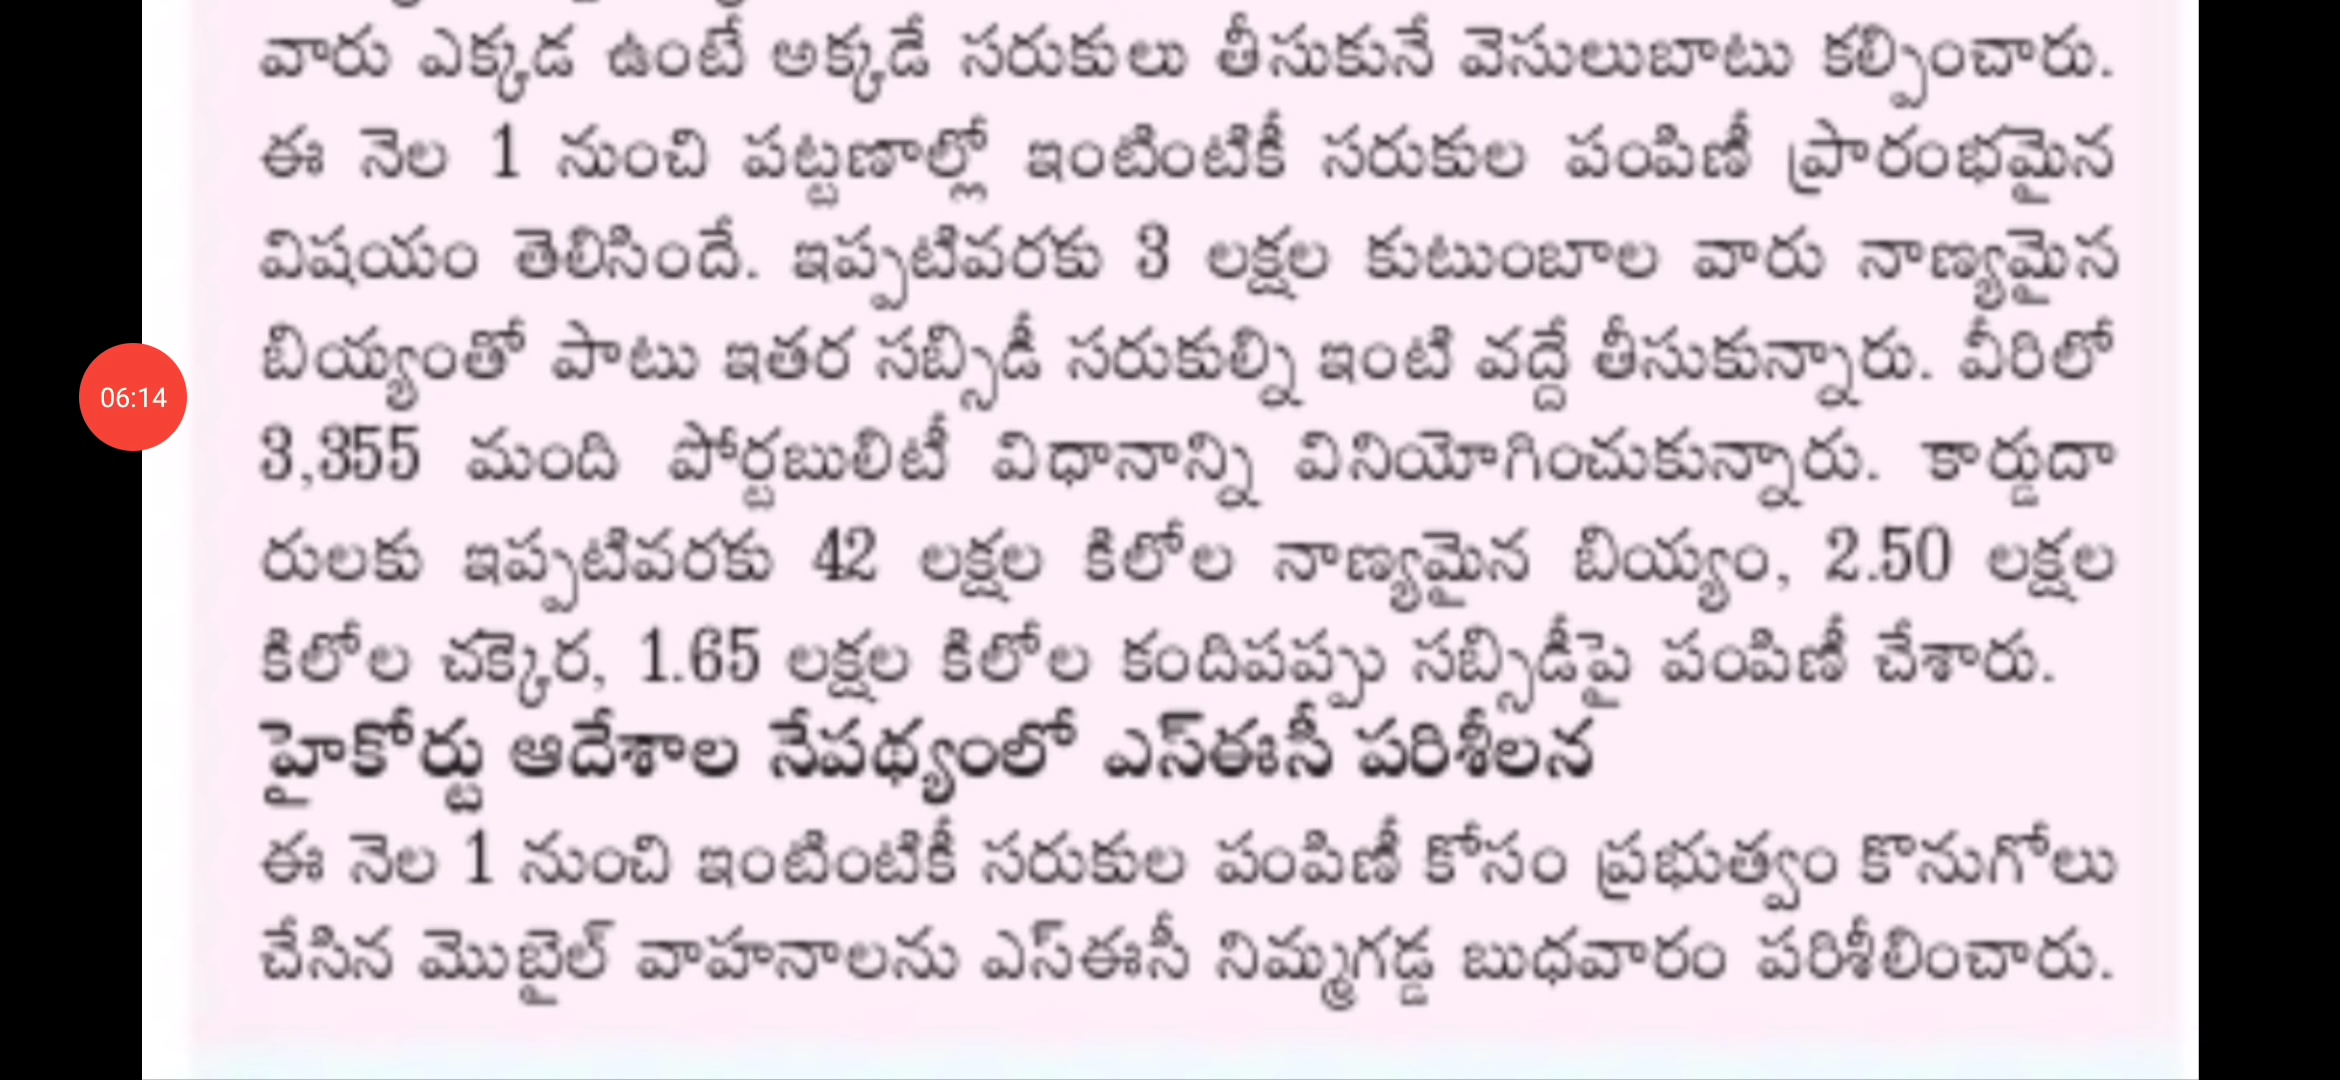 వారు ఎక్కడ ఉంటే అక్కడే సరుకులు తీసుకునే వెసులుబాటు కల్పించారు.
ఈ నెల 1 నుంచి పట్టణాల్లో ఇంటింటికీ సరుకుల పంపిణీ ప్రారంభమైన
విషయం తెలిసిందే. ఇప్పటివరకు 3 లక్షల కుటుంబాల వారు నాణ్యమైన
బియ్యంతో పాటు ఇతర సబ్సిడీ సరుకుల్ని ఇంటి వద్దే తీసుకున్నారు. వీరిలో
3,355 మంది పోర్టబులిటీ విధానాన్ని వినియోగించుకున్నారు. కార్డుదా
06:14
రులకు ఇప్పటివరకు 42 లక్షల కిలోల నాణ్యమైన బియ్యం, 2.50 లక్షల
కిలోల చక్కెర, 1.65 లక్షల కిలోల కందిపప్పు సబ్సిడీపై పంపిణీ చేశారు.
హైకోర్టు ఆదేశాల నేపథ్యంలో ఎస్ఈసీ పరిశీలన
ఈ నెల 1 నుంచి ఇంటింటికీ సరుకుల పంపిణీ కోసం ప్రభుత్వం కొనుగోలు
చేసిన మొబైల్ వాహనాలను ఎస్ఈసీ నిమ్మగడ్డ బుధవారం పరిశీలించారు.